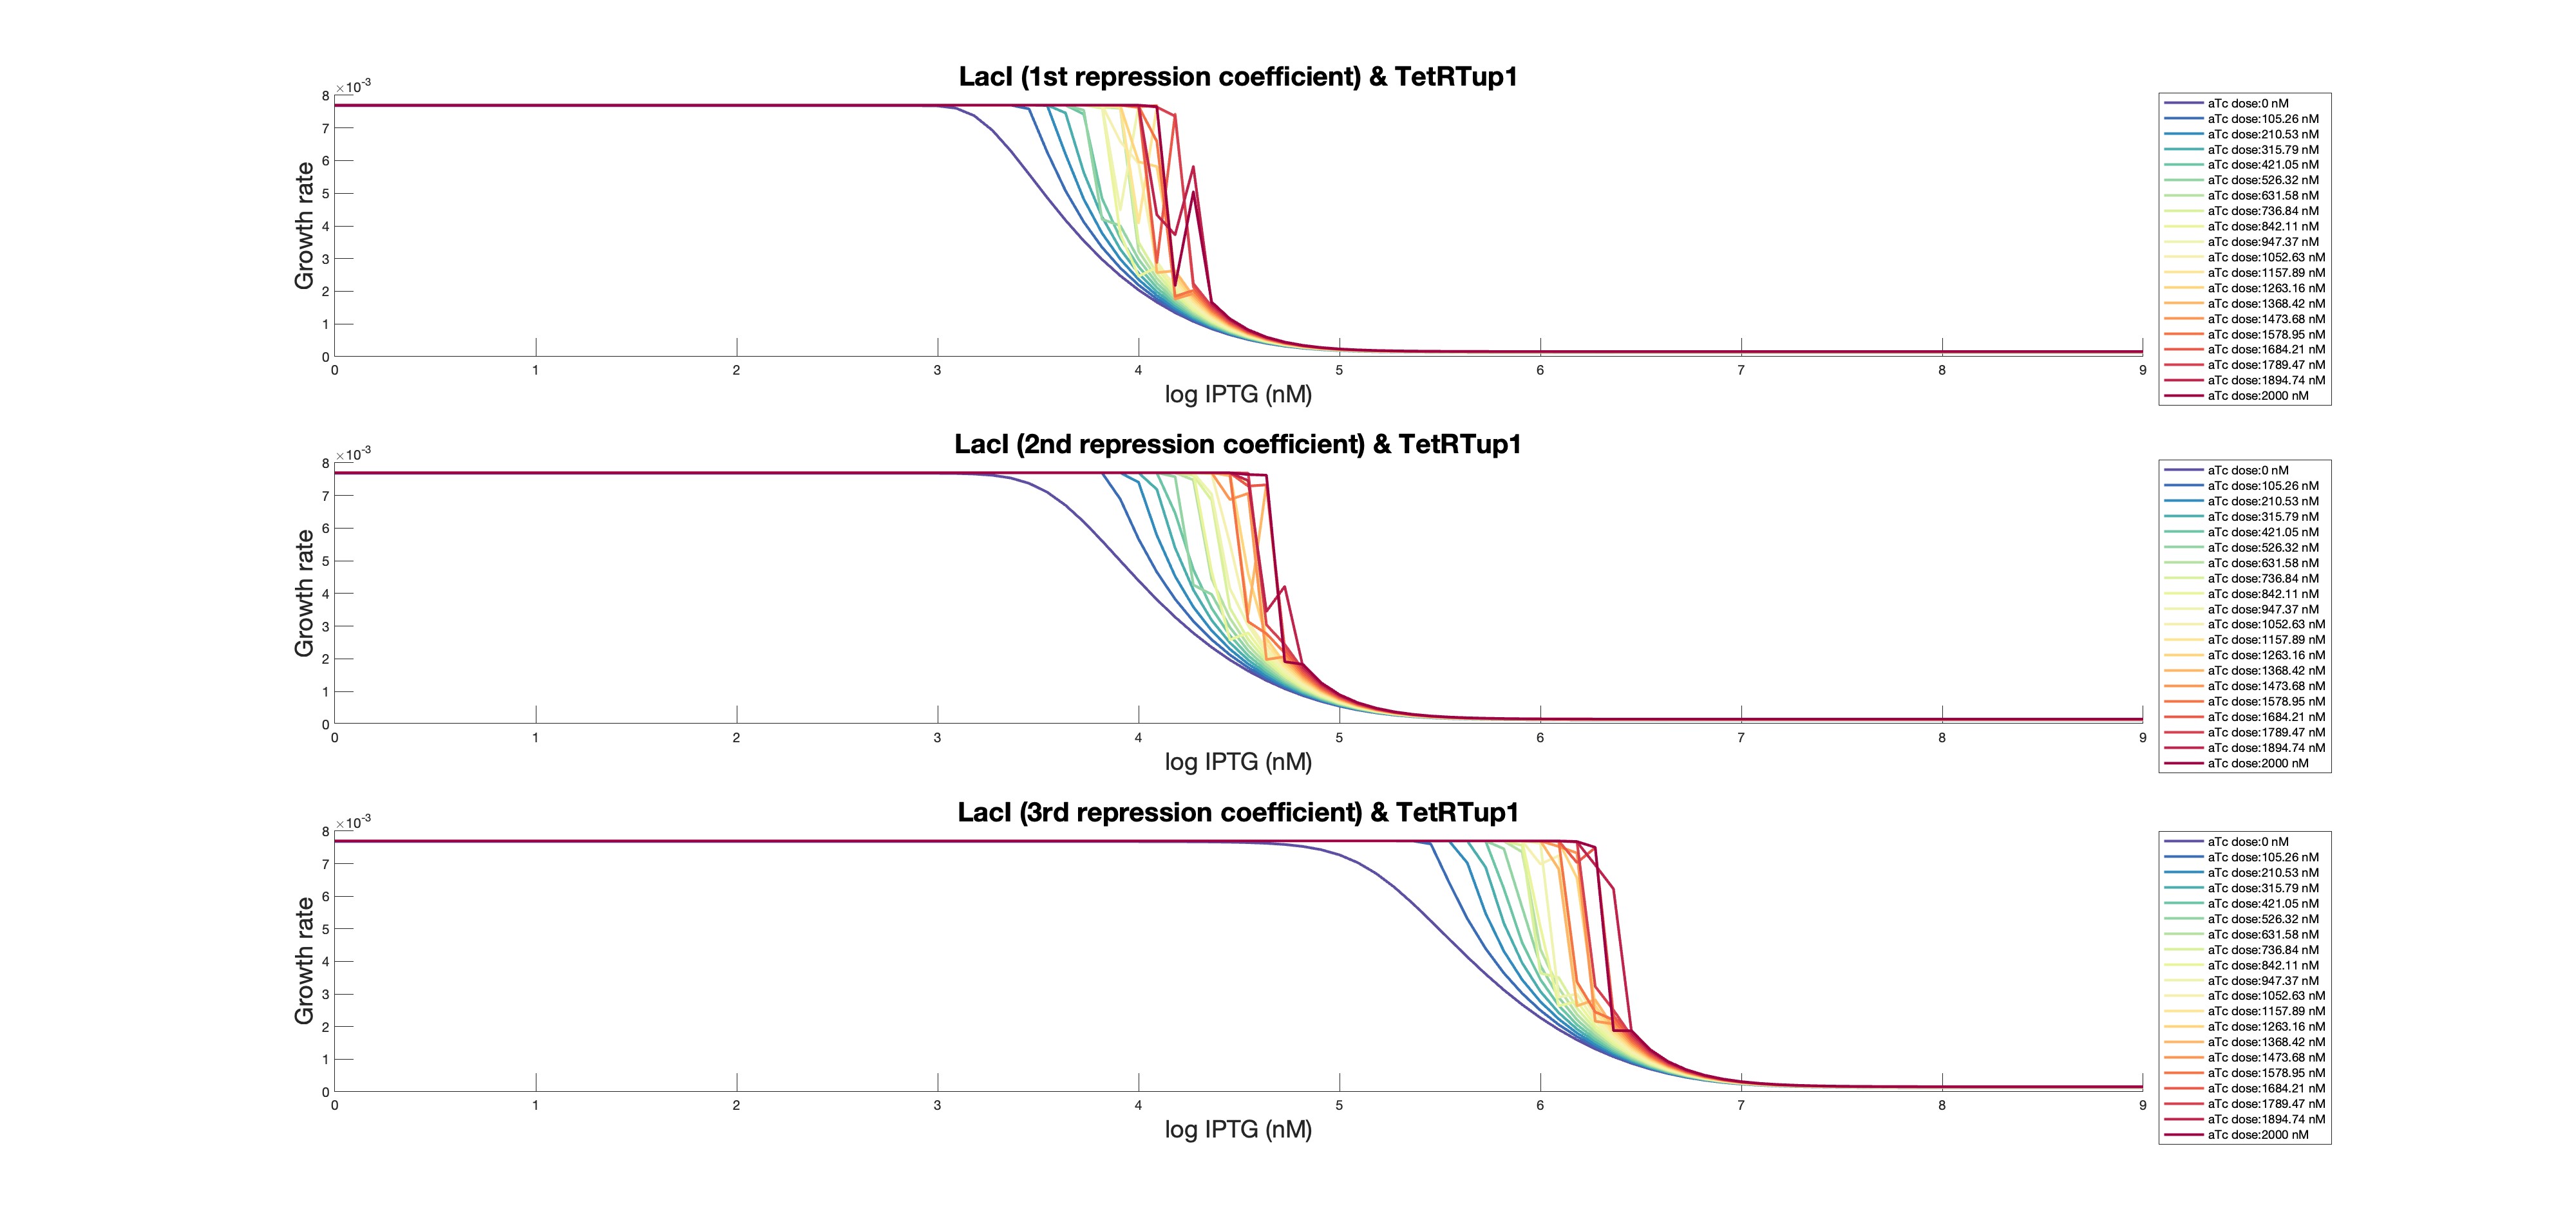 LacI (1st repression coefficient) & TetRTup1
×10-3
8
7
6
5
4
3
2
1
0
Growth rate
0 1 2 3 4 5 6 7 8 9
log IPTG (nM)
aTc dose:0 nM
aTc dose:105.26 nM
aTc dose:210.53 nM
aTc dose:315.79 nM
aTc dose:421.05 nM
aTc dose:526.32 nM
aTc dose:631.58 nM
aTc dose:736.84 nM
aTc dose:842.11 nM
aTc dose:947.37 nM
aTc dose:1052.63 nM
aTc dose:1157.89 nM
aTc dose:1263.16 nM
aTc dose:1368.42 nM
aTc dose:1473.68 nM
aTc dose:1578.95 nM
aTc dose:1684.21 nM
aTc dose:1789.47 nM
aTc dose:1894.74 nM
aTc dose:2000 nM
LacI (2nd repression coefficient) & TetRTup1
×10-3
8
7
6
5
4
3
2
1
0
Growth rate
0 1 2 3 4 5 6 7 8 9
log IPTG (nM)
aTc dose:0 nM
aTc dose:105.26 nM
aTc dose:210.53 nM
aTc dose:315.79 nM
aTc dose:421.05 nM
aTc dose:526.32 nM
aTc dose:631.58 nM
aTc dose:736.84 nM
aTc dose:842.11 nM
aTc dose:947.37 nM
aTc dose:1052.63 nM
aTc dose:1157.89 nM
aTc dose:1263.16 nM
aTc dose:1368.42 nM
aTc dose:1473.68 nM
aTc dose:1578.95 nM
aTc dose:1684.21 nM
aTc dose:1789.47 nM
aTc dose:1894.74 nM
aTc dose:2000 nM
LacI (3rd repression coefficient) & TetRTup1
×10-3
8
7
6
5
4
3
2
1
0
Growth rate
0 1 2 3 4 5 6 7 8 9
log IPTG (nM)
aTc dose:0 nM
aTc dose:105.26 nM
aTc dose:210.53 nM
aTc dose:315.79 nM
aTc dose:421.05 nM
aTc dose:526.32 nM
aTc dose:631.58 nM
aTc dose:736.84 nM
aTc dose:842.11 nM
aTc dose:947.37 nM
aTc dose:1052.63 nM
aTc dose:1157.89 nM
aTc dose:1263.16 nM
aTc dose:1368.42 nM
aTc dose:1473.68 nM
aTc dose:1578.95 nM
aTc dose:1684.21 nM
aTc dose:1789.47 nM
aTc dose:1894.74 nM
aTc dose:2000 nM